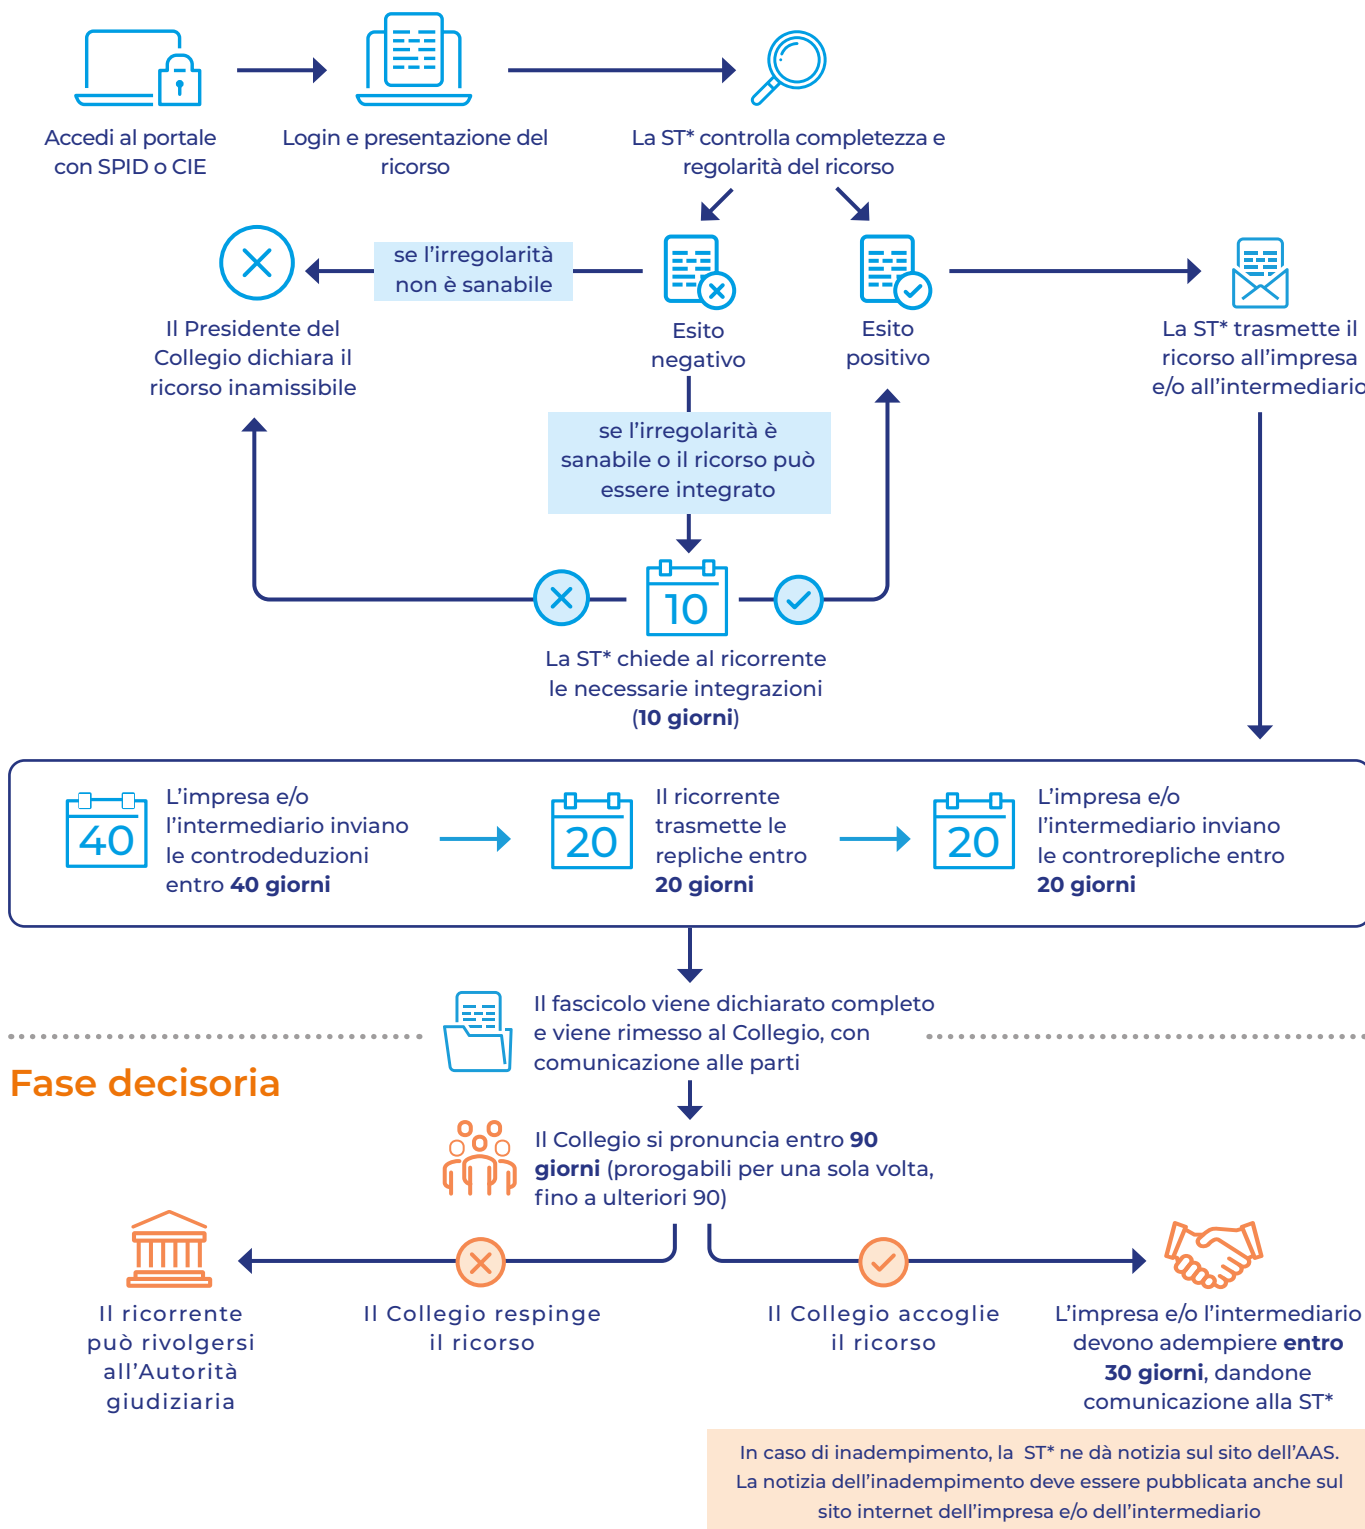 Accedi al portale
con SPID o CIE
Login e presentazione del
ricorso
La ST* controlla completezza e
regolarità del ricorso
se l'irregolarità
non è sanabile
Il Presidente del
Collegio dichiara il
ricorso inamissibile
Esito
negativo
Esito
positivo
La ST* trasmette il
ricorso all'impresa
e/o all'intermediario
se l'irregolarità è
sanabile o il ricorso può
essere integrato
10
La ST* chiede al ricorrente
le necessarie integrazioni
(10 giorni)
40
L'impresa e/o
l'intermediario inviano
le controdeduzioni
entro 40 giorni
20
Il ricorrente
trasmette le
repliche entro
20 giorni
20
L'impresa e/o
l'intermediario inviano
le controrepliche entro
20 giorni
Il fascicolo viene dichiarato completo
e viene rimesso al Collegio, con
comunicazione alle parti
Fase decisoria
Il Collegio si pronuncia entro 90
giorni (prorogabili per una sola volta,
fino a ulteriori 90)
Il ricorrente
può rivolgersi
all'Autorità
giudiziaria
Il Collegio respinge
il ricorso
Il Collegio accoglie
il ricorso
L'impresa e/o l'intermediario
devono adempiere entro
30 giorni, dandone
comunicazione alla ST*
In caso di inadempimento, la ST* ne dà notizia sul sito dell'AAS.
La notizia dell'inadempimento deve essere pubblicata anche sul
sito internet dell'impresa e/o dell'intermediario